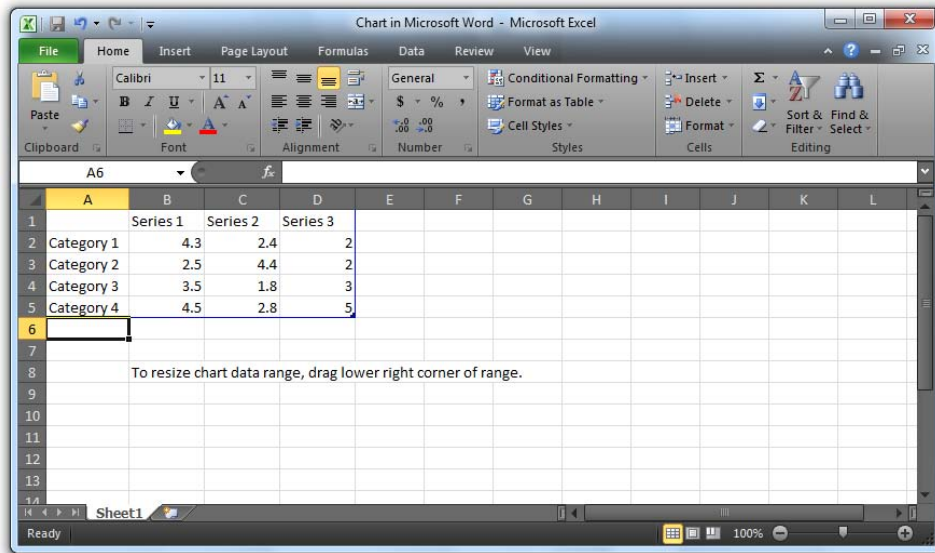 Chart in Microsoft Word - Microsoft Excel
File Home Insert Page Layout Formulas Data Review View
Calibri 11 General Conditional Formatting Insert Σ
B I U A A $ % , Format as Table Delete
Paste A .00 .00 Cell Styles Format Sort & Filter Find & Select
Clipboard Font Alignment Number Styles Cells Editing
A6 fx
A B C D E F G H I J K L
1 Series 1 Series 2 Series 3
2 Category 1 4.3 2.4 2
3 Category 2 2.5 4.4 2
4 Category 3 3.5 1.8 3
5 Category 4 4.5 2.8 5
6
7
8 To resize chart data range, drag lower right corner of range.
9
10
11
12
13
14
Sheet1
Ready 100%